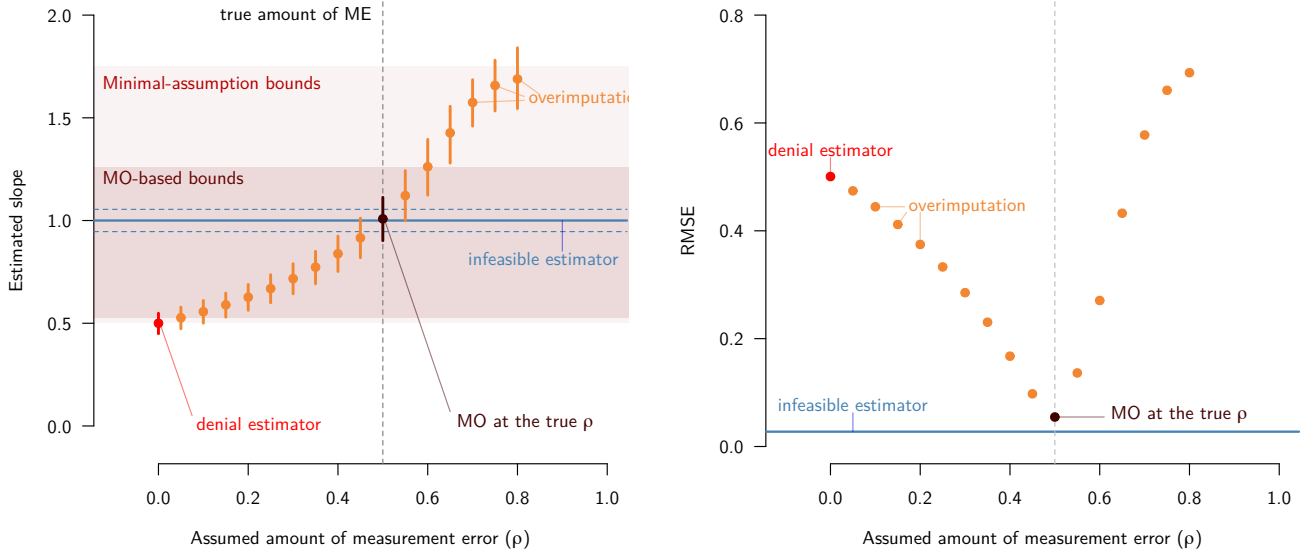 true amount of ME
2.0
1.5
1.0
0.5
0.0
Estimated slope
Minimal-assumption bounds
overimputatio
MO-based bounds
infeasible estimator
denial estimator
MO at the true ρ
0.0 0.2 0.4 0.6 0.8 1.0
Assumed amount of measurement error (ρ)
0.8
0.6
0.4
0.2
0.0
RMSE
denial estimator
overimputation
infeasible estimator
MO at the true ρ
0.0 0.2 0.4 0.6 0.8 1.0
Assumed amount of measurement error (ρ)